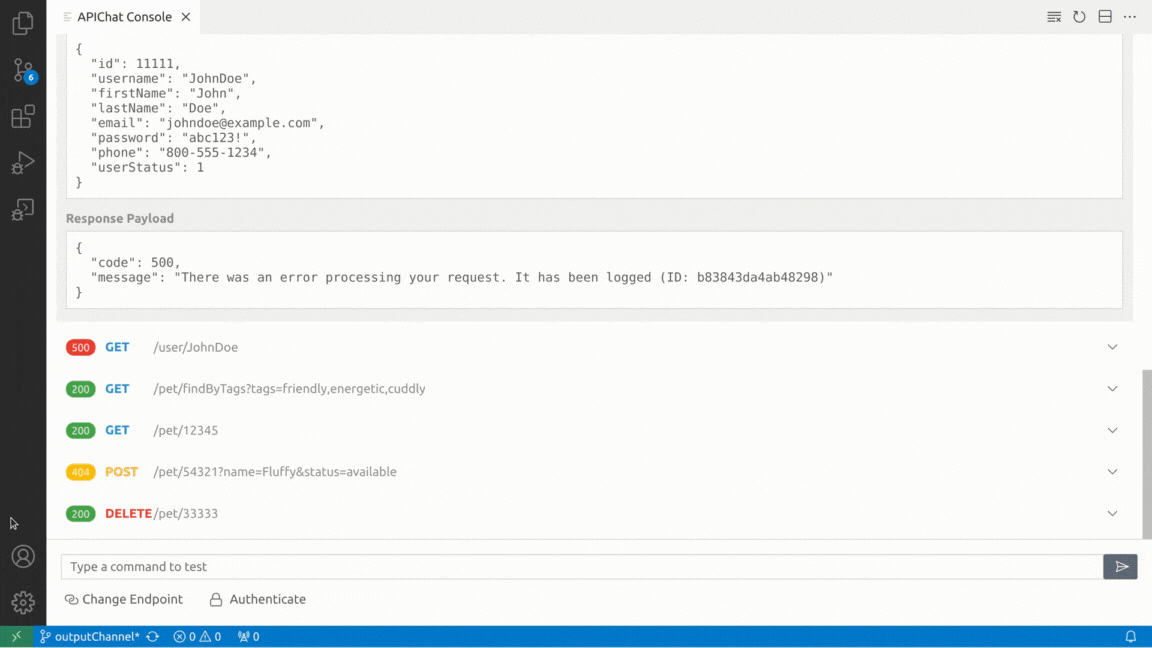 APIChat Console
{
"id": 11111,
"username": "JohnDoe",
"firstName": "John",
"lastName": "Doe",
"email": "johndoe@example.com",
"password": "abc123!",
"phone": "800-555-1234",
"userStatus": 1
}
Response Payload
{
"code": 500,
"message": "There was an error processing your request. It has been logged (ID: b83843da4ab48298)"
}
500 GET /user/JohnDoe
200 GET /pet/findByTags?tags=friendly,energetic,cuddly
200 GET /pet/12345
404 POST /pet/54321?name=Fluffy&status=available
200 DELETE /pet/33333
Type a command to test
Change Endpoint Authenticate
6
outputChannel* 0 0 0